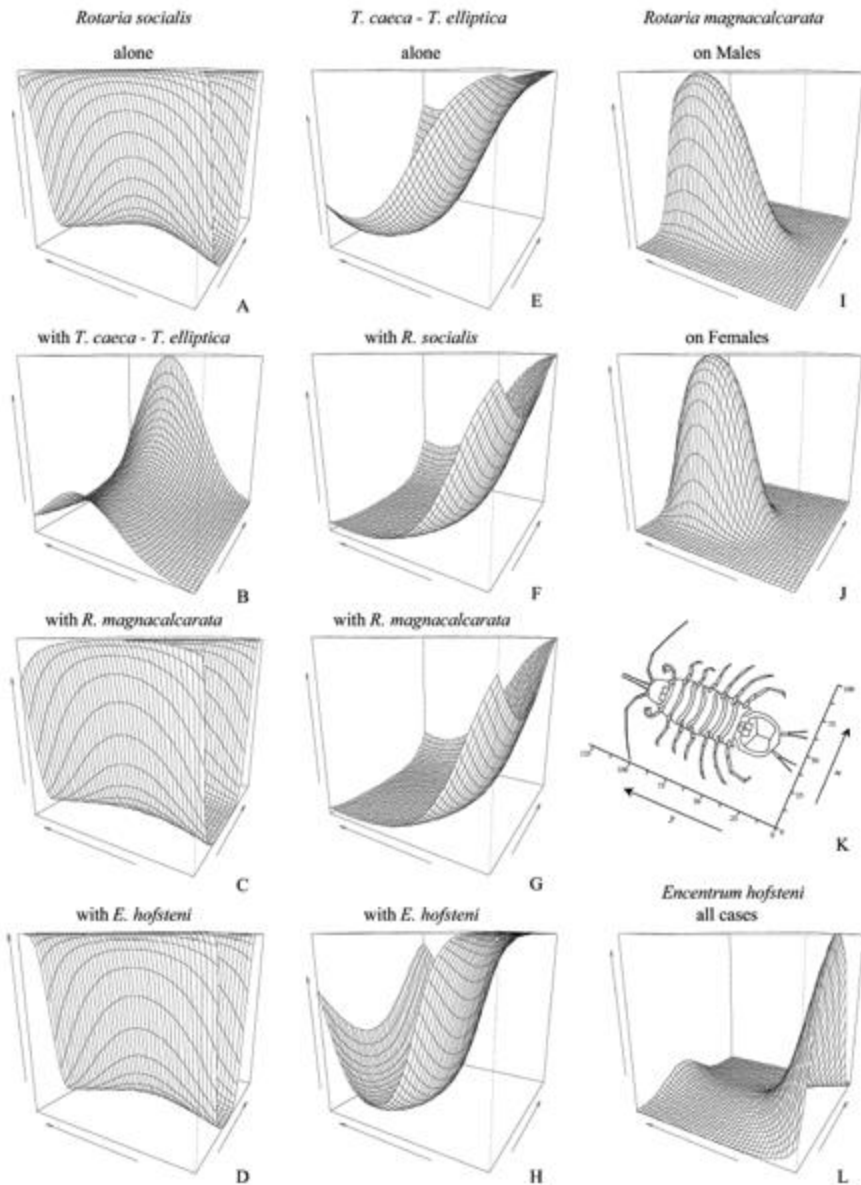 Rotaria socialis
alone
A
with T. caeca - T. elliptica
B
with R. magnacalcarata
C
with E. hofsteni
D
T. caeca - T. elliptica
alone
E
with R. socialis
F
with R. magnacalcarata
G
with E. hofsteni
H
Rotaria magnacalcarata
on Males
I
on Females
J
K
Encentrum hofsteni
all cases
L